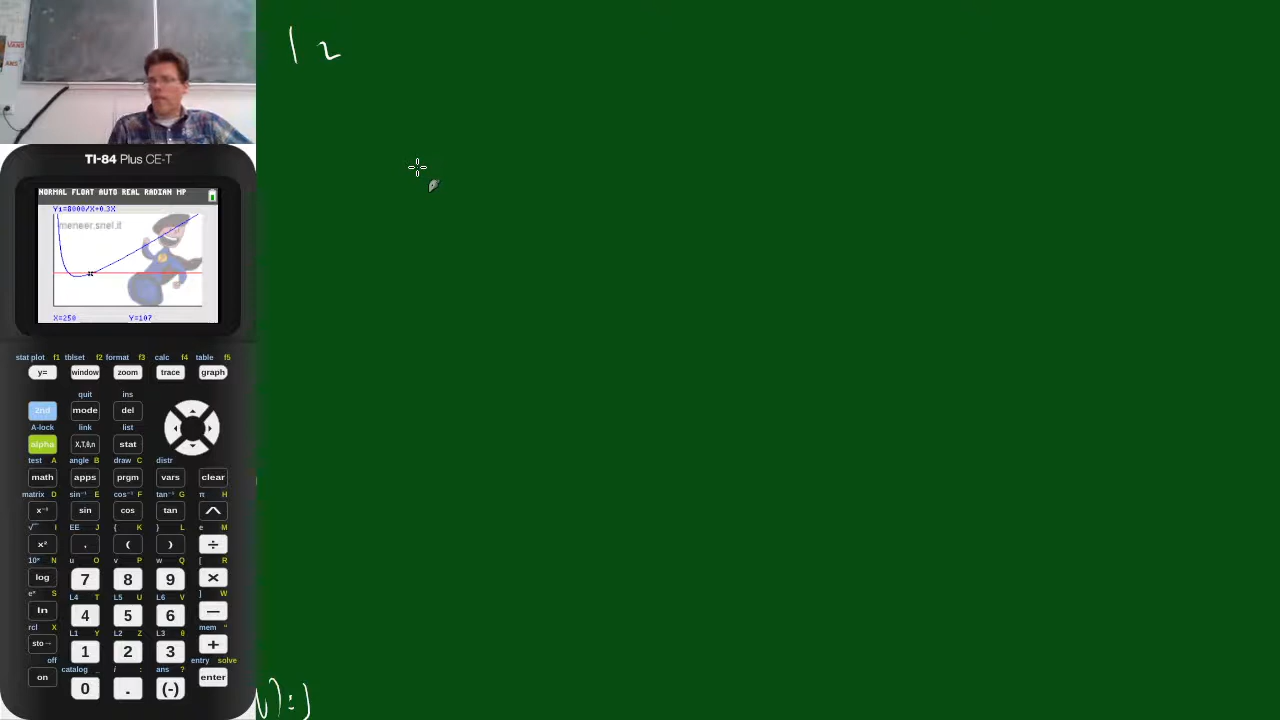 1 2
ANS
TI-84 Plus CE-T
NORMAL FLOAT AUTO REAL RADIAN MP
Y1=8000/X+0.3X
meneer.snel.it
X=250 Y=107
stat plot f1 tblset f2 format f3 calc f4 table f5
y= window zoom trace graph
quit ins
2nd mode del
A-lock link list
alpha X,T,θ,n stat
test A angle B draw C distr
math apps prgm vars clear
matrix D sin⁻¹ E cos⁻¹ F tan⁻¹ G π H
x⁻¹ sin cos tan ^
√‾ I EE J { K } L e M
x² , ( ) ÷
10ˣ N u O v P w Q [ R
log 7 8 9 ×
eˣ S L4 T L5 U L6 V ] W
ln 4 5 6 −
rcl X L1 Y L2 Z L3 θ mem "
sto→ 1 2 3 +
off catalog _ i : ans ? entry solve
on 0 . (-) enter